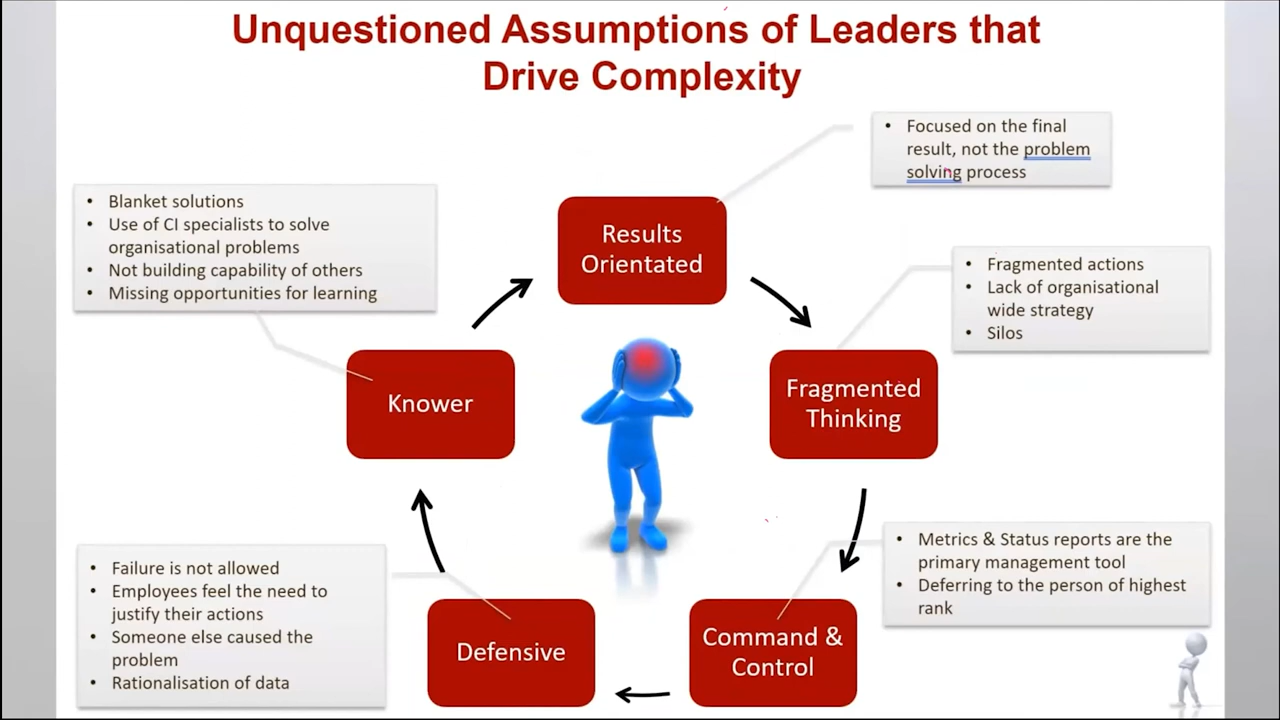 Unquestioned Assumptions of Leaders that
Drive Complexity
• Focused on the final
result, not the problem
solving process
Results
Orientated
• Blanket solutions
• Use of CI specialists to solve
organisational problems
• Not building capability of others
• Missing opportunities for learning
• Fragmented actions
• Lack of organisational
wide strategy
• Silos
Knower
Fragmented
Thinking
• Metrics & Status reports are the
primary management tool
• Deferring to the person of highest
rank
• Failure is not allowed
• Employees feel the need to
justify their actions
• Someone else caused the
problem
• Rationalisation of data
Defensive
Command &
Control